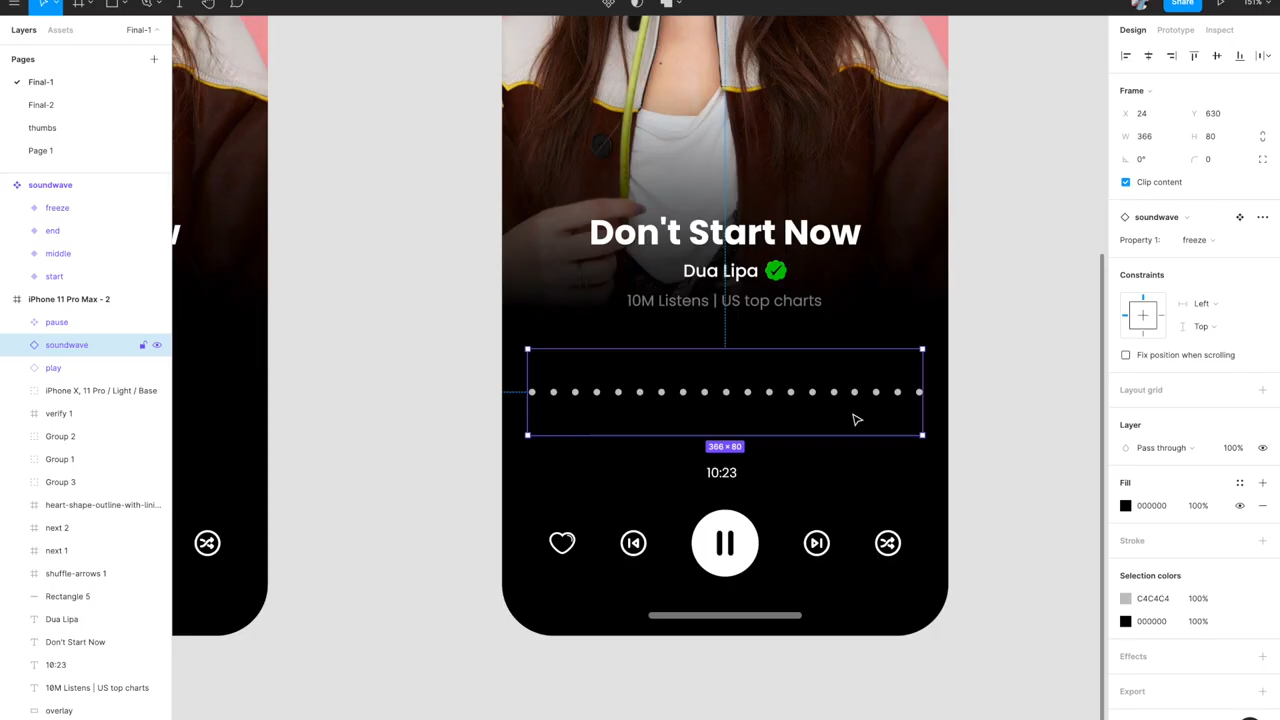 Share
151%
Layers
Assets
Final-1
Pages
Final-1
Final-2
thumbs
Page 1
soundwave
freeze
end
middle
start
iPhone 11 Pro Max - 2
pause
soundwave
play
iPhone X, 11 Pro / Light / Base
verify 1
Group 2
Group 1
Group 3
heart-shape-outline-with-lini...
next 2
next 1
shuffle-arrows 1
Rectangle 5
Dua Lipa
Don't Start Now
10:23
10M Listens | US top charts
overlay
Don't Start Now
Dua Lipa
10M Listens | US top charts
366 × 80
10:23
Design
Prototype
Inspect
Frame
X 24
Y 630
W 366
H 80
0°
0
Clip content
soundwave
Property 1: freeze
Constraints
Left
Top
Fix position when scrolling
Layout grid
Layer
Pass through
100%
Fill
000000 100%
Stroke
Selection colors
C4C4C4 100%
000000 100%
Effects
Export